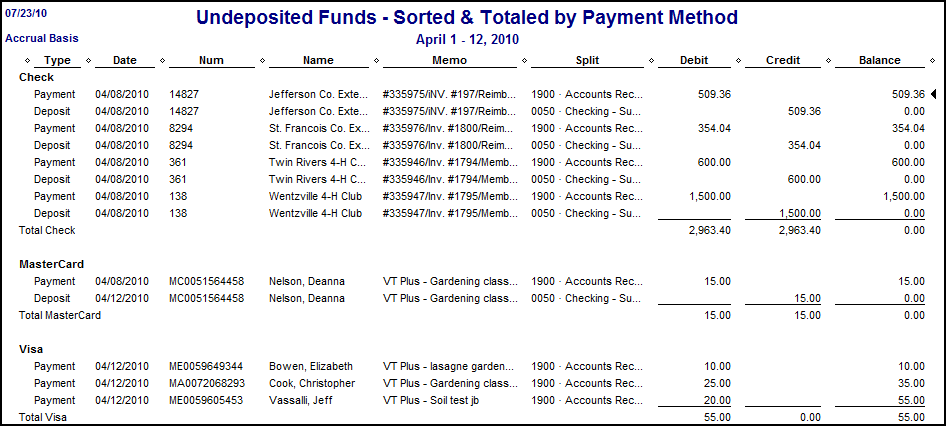 07/23/10
Undeposited Funds - Sorted & Totaled by Payment Method
Accrual Basis
April 1 - 12, 2010
Type Date Num Name Memo Split Debit Credit Balance
Check
Payment 04/08/2010 14827 Jefferson Co. Exte... #335975/iNV. #197/Reimb... 1900 · Accounts Rec... 509.36 509.36
Deposit 04/08/2010 14827 Jefferson Co. Exte... #335975/iNV. #197/Reimb... 0050 · Checking - Su... 509.36 0.00
Payment 04/08/2010 8294 St. Francois Co. Ex... #335976/Inv. #1800/Reim... 1900 · Accounts Rec... 354.04 354.04
Deposit 04/08/2010 8294 St. Francois Co. Ex... #335976/Inv. #1800/Reim... 0050 · Checking - Su... 354.04 0.00
Payment 04/08/2010 361 Twin Rivers 4-H C... #335946/Inv. #1794/Memb... 1900 · Accounts Rec... 600.00 600.00
Deposit 04/08/2010 361 Twin Rivers 4-H C... #335946/Inv. #1794/Memb... 0050 · Checking - Su... 600.00 0.00
Payment 04/08/2010 138 Wentzville 4-H Club #335947/Inv. #1795/Memb... 1900 · Accounts Rec... 1,500.00 1,500.00
Deposit 04/08/2010 138 Wentzville 4-H Club #335947/Inv. #1795/Memb... 0050 · Checking - Su... 1,500.00 0.00
Total Check 2,963.40 2,963.40 0.00
MasterCard
Payment 04/08/2010 MC0051564458 Nelson, Deanna VT Plus - Gardening class... 1900 · Accounts Rec... 15.00 15.00
Deposit 04/12/2010 MC0051564458 Nelson, Deanna VT Plus - Gardening class... 0050 · Checking - Su... 15.00 0.00
Total MasterCard 15.00 15.00 0.00
Visa
Payment 04/12/2010 ME0059649344 Bowen, Elizabeth VT Plus - lasagne garden... 1900 · Accounts Rec... 10.00 10.00
Payment 04/12/2010 MA0072068293 Cook, Christopher VT Plus - Gardening class... 1900 · Accounts Rec... 25.00 35.00
Payment 04/12/2010 ME0059605453 Vassalli, Jeff VT Plus - Soil test jb 1900 · Accounts Rec... 20.00 55.00
Total Visa 55.00 0.00 55.00